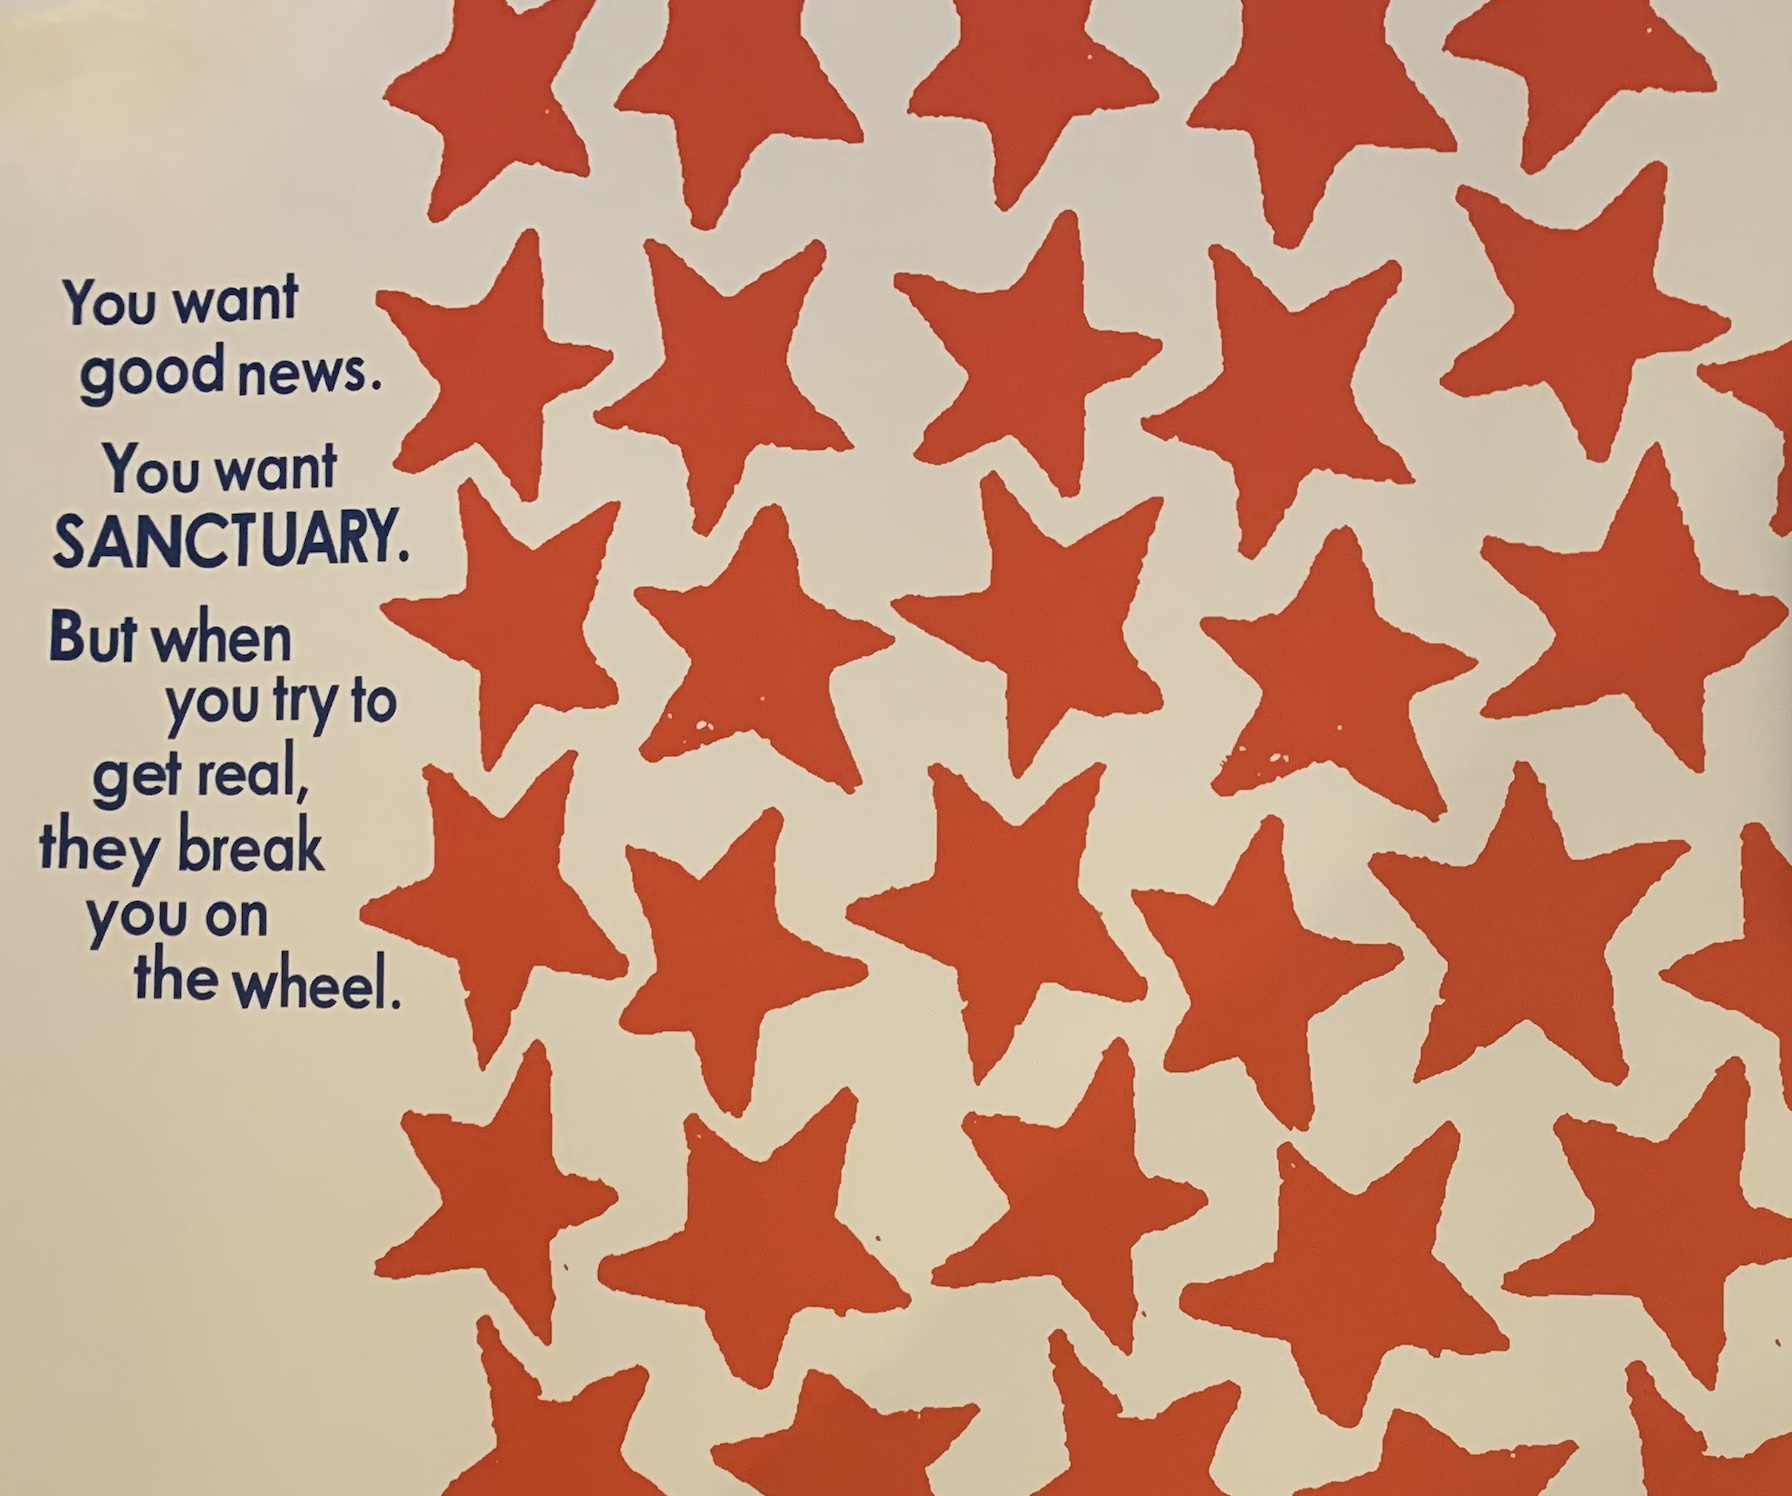 You want
good news.
You want
SANCTUARY.
But when
you try to
get real,
they break
you on
the wheel.